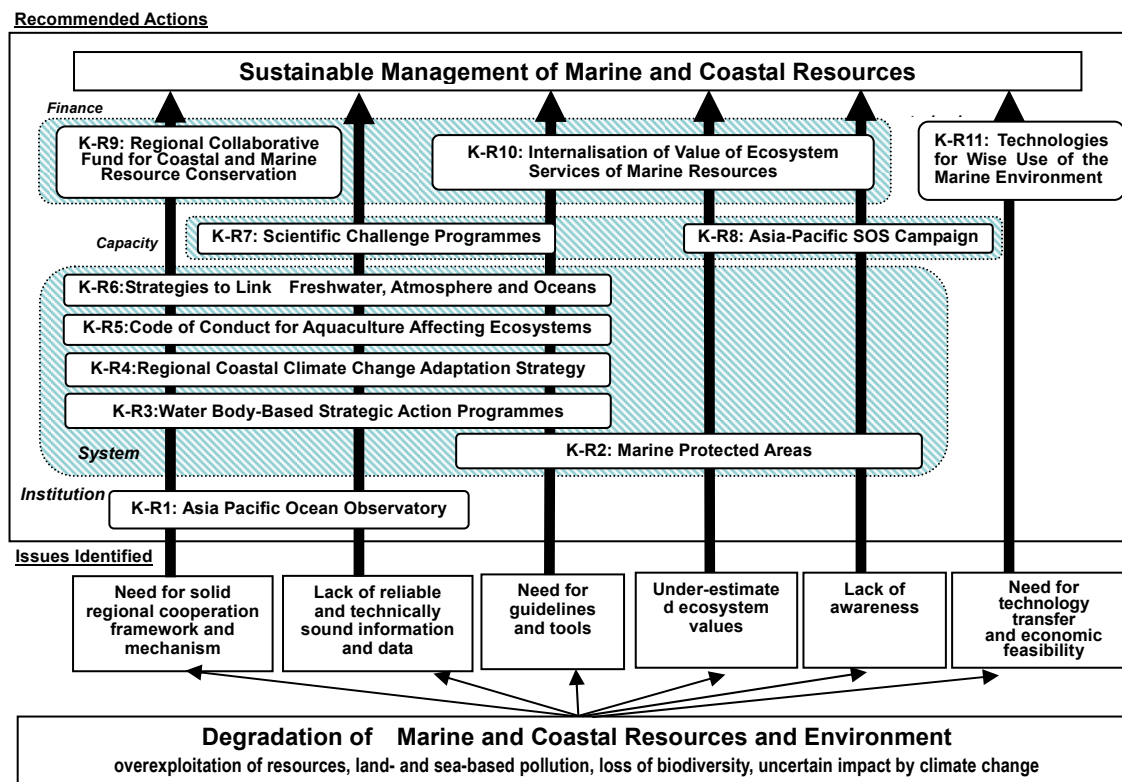 Recommended Actions
Sustainable Management of Marine and Coastal Resources
Finance
K-R9: Regional Collaborative
Fund for Coastal and Marine
Resource Conservation
K-R10: Internalisation of Value of Ecosystem
Services of Marine Resources
K-R11: Technologies
for Wise Use of the
Marine Environment
Capacity
K-R7: Scientific Challenge Programmes
K-R8: Asia-Pacific SOS Campaign
K-R6:Strategies to Link Freshwater, Atmosphere and Oceans
K-R5:Code of Conduct for Aquaculture Affecting Ecosystems
K-R4:Regional Coastal Climate Change Adaptation Strategy
K-R3:Water Body-Based Strategic Action Programmes
System
K-R2: Marine Protected Areas
Institution
K-R1: Asia Pacific Ocean Observatory
Issues Identified
Need for solid
regional cooperation
framework and
mechanism
Lack of reliable
and technically
sound information
and data
Need for
guidelines
and tools
Under-estimate
d ecosystem
values
Lack of
awareness
Need for
technology
transfer
and economic
feasibility
Degradation of Marine and Coastal Resources and Environment
overexploitation of resources, land- and sea-based pollution, loss of biodiversity, uncertain impact by climate change